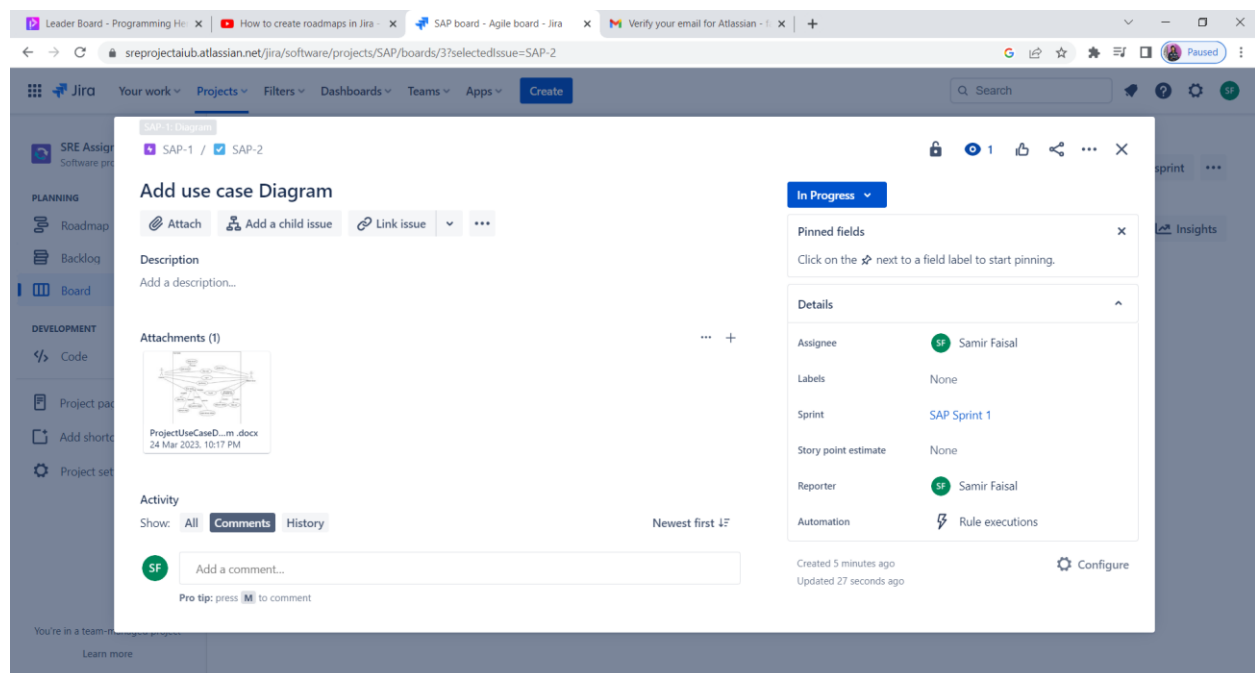 Leader Board - Programming He
How to create roadmaps in Jira -
SAP board - Agile board - Jira
Verify your email for Atlassian -
sreprojectaiub.atlassian.net/jira/software/projects/SAP/boards/3?selectedIssue=SAP-2
Paused
Jira Your work Projects Filters Dashboards Teams Apps Create Search SF
SAP-1: Diagram
SRE Assign
Software pro
PLANNING
Roadmap
Backlog
Board
DEVELOPMENT
Code
Project pag
Add shortc
Project set
You're in a team-managed project
Learn more
SAP-1 / SAP-2
1
Add use case Diagram
Attach Add a child issue Link issue
Description
Add a description...
Attachments (1)
ProjectUseCaseD...m .docx
24 Mar 2023, 10:17 PM
Activity
Show: All Comments History Newest first
SF Add a comment...
Pro tip: press M to comment
In Progress
Pinned fields
Click on the next to a field label to start pinning.
Details
Assignee SF Samir Faisal
Labels None
Sprint SAP Sprint 1
Story point estimate None
Reporter SF Samir Faisal
Automation Rule executions
Created 5 minutes ago
Updated 27 seconds ago
Configure
sprint
Insights